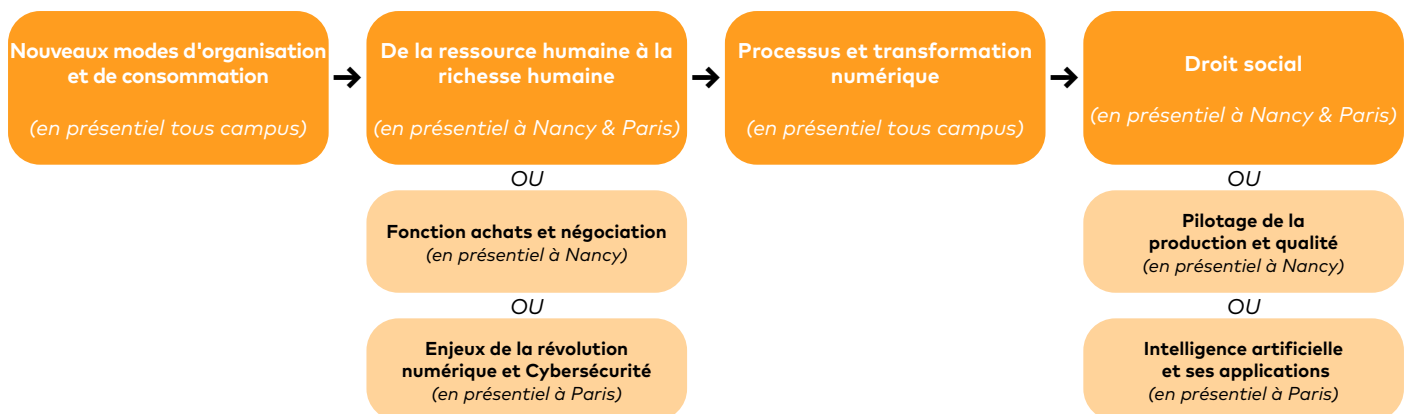 Nouveaux modes d'organisation
et de consommation
(en présentiel tous campus)
De la ressource humaine à la
richesse humaine
(en présentiel à Nancy & Paris)
OU
Fonction achats et négociation
(en présentiel à Nancy)
OU
Enjeux de la révolution
numérique et Cybersécurité
(en présentiel à Paris)
Processus et transformation
numérique
(en présentiel tous campus)
Droit social
(en présentiel à Nancy & Paris)
OU
Pilotage de la
production et qualité
(en présentiel à Nancy)
OU
Intelligence artificielle
et ses applications
(en présentiel à Paris)